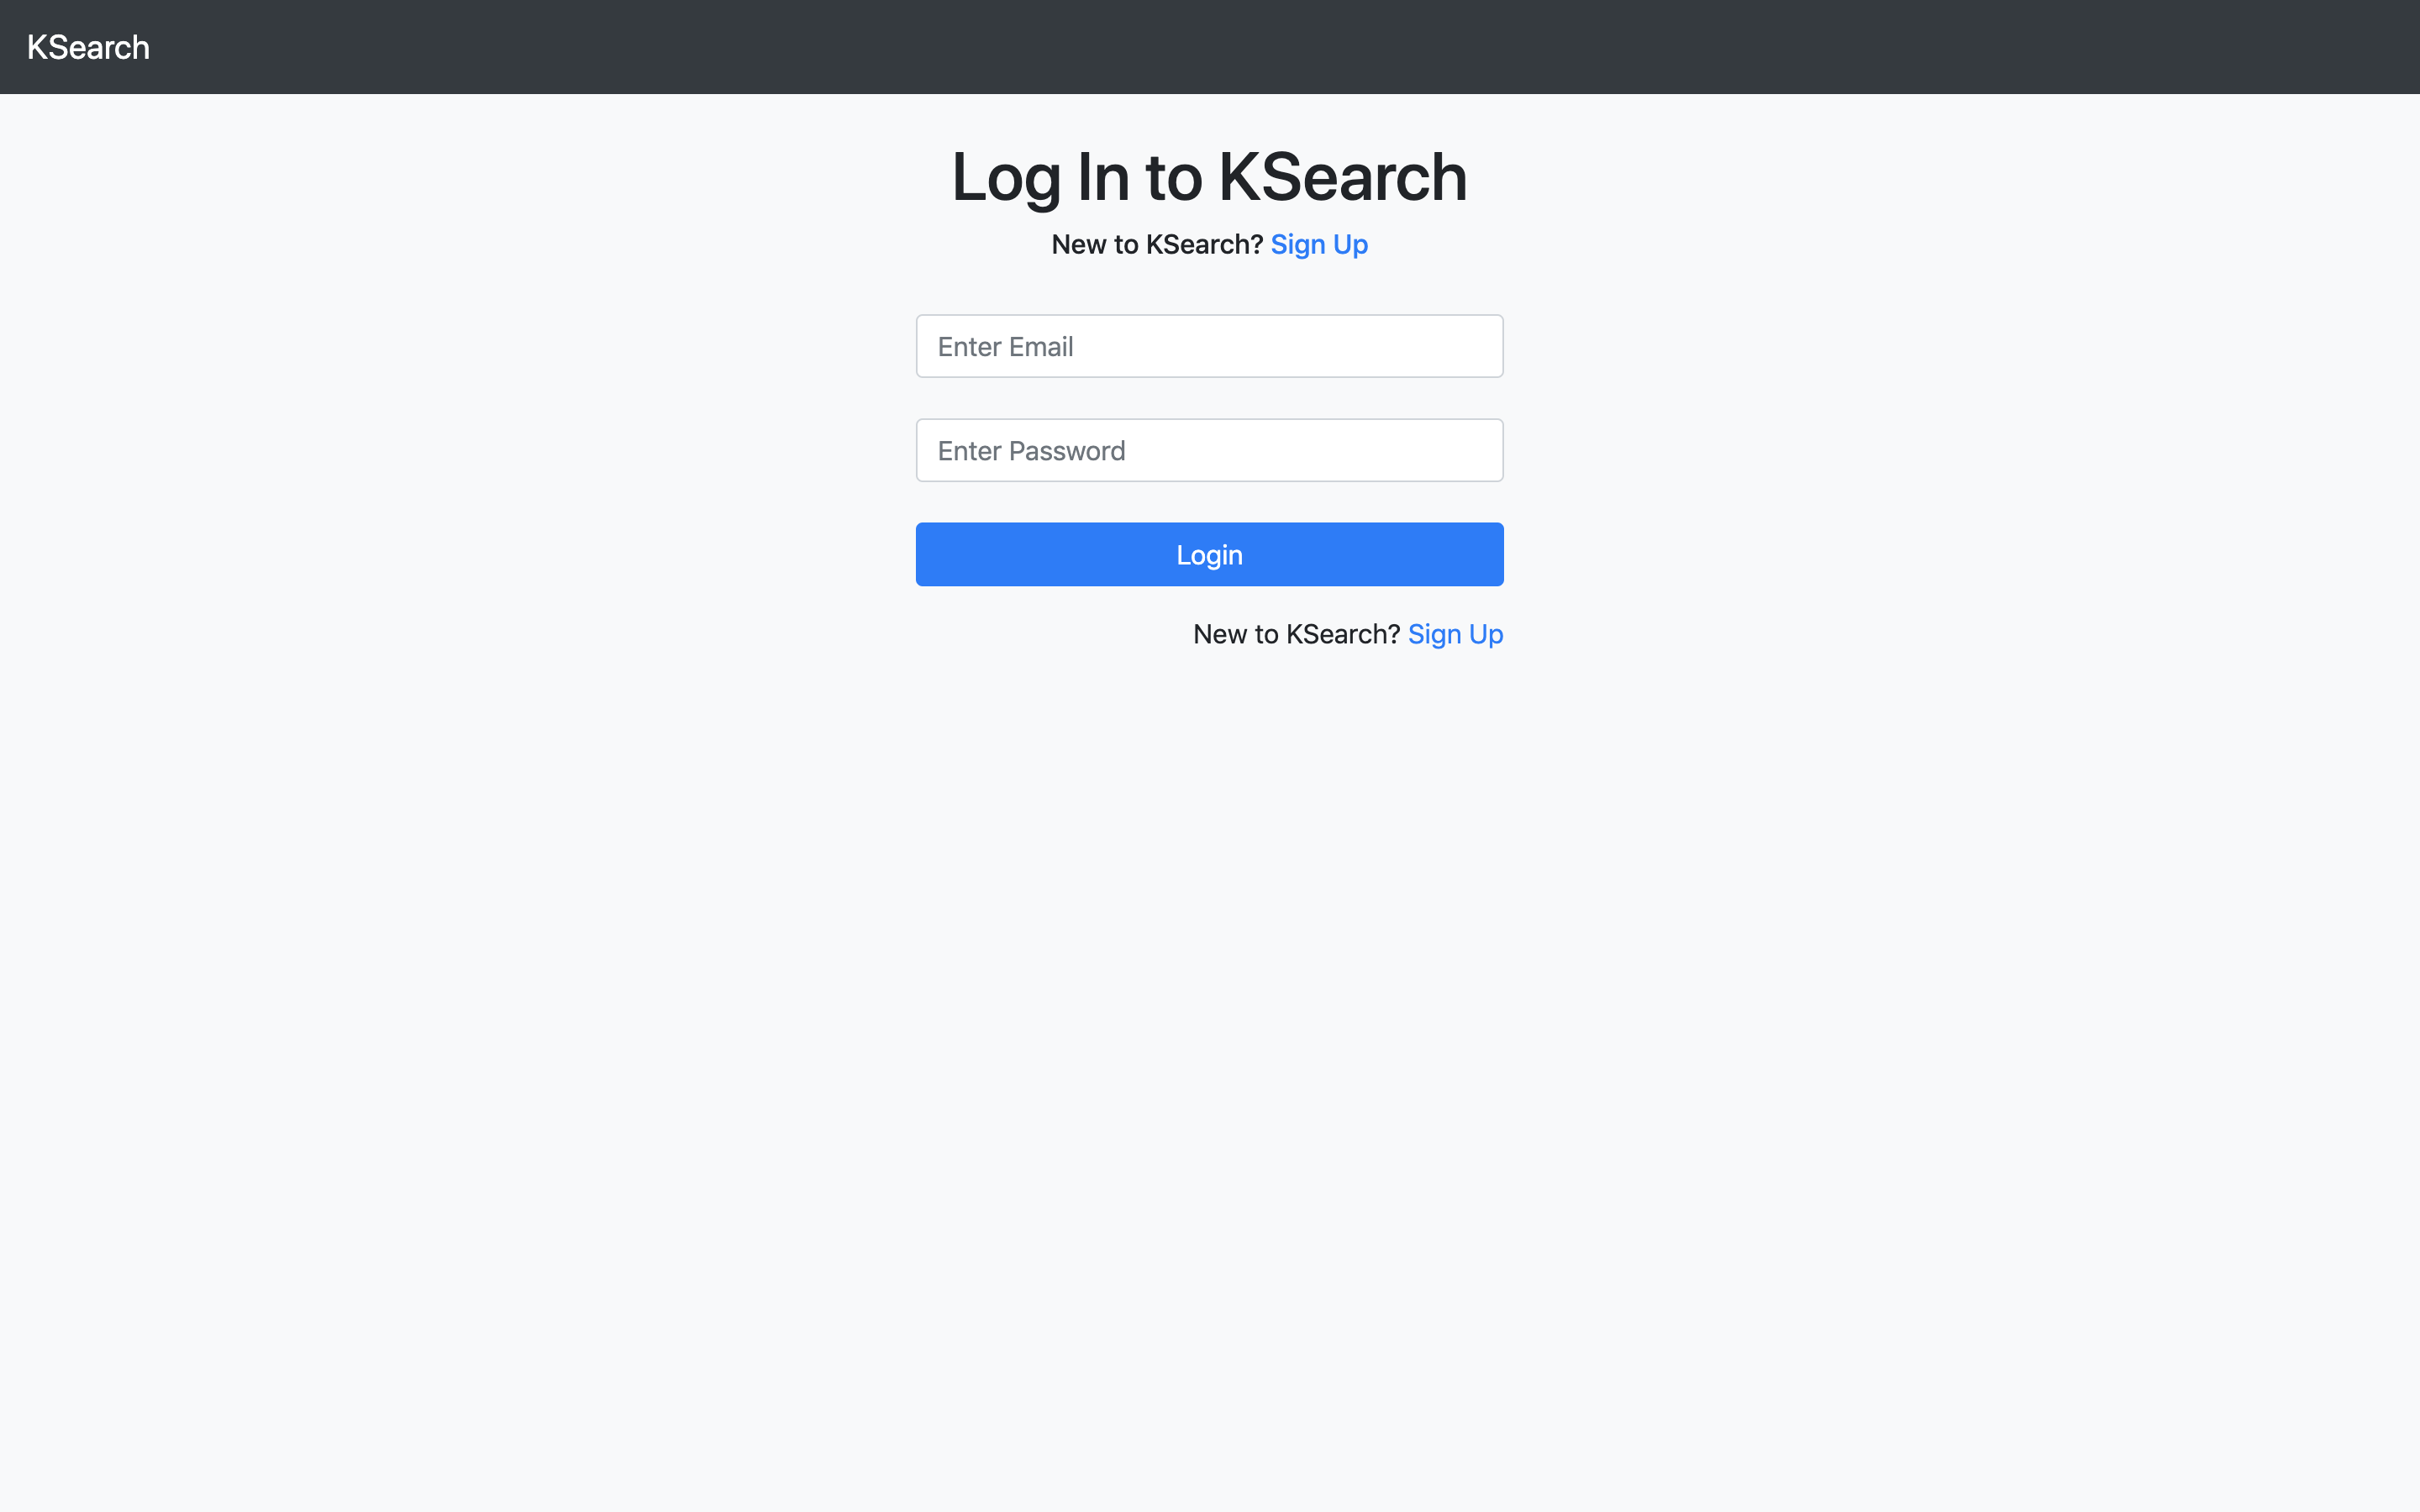 KSearch
Log In to KSearch
New to KSearch? Sign Up
Enter Email
Enter Password
Login
New to KSearch? Sign Up